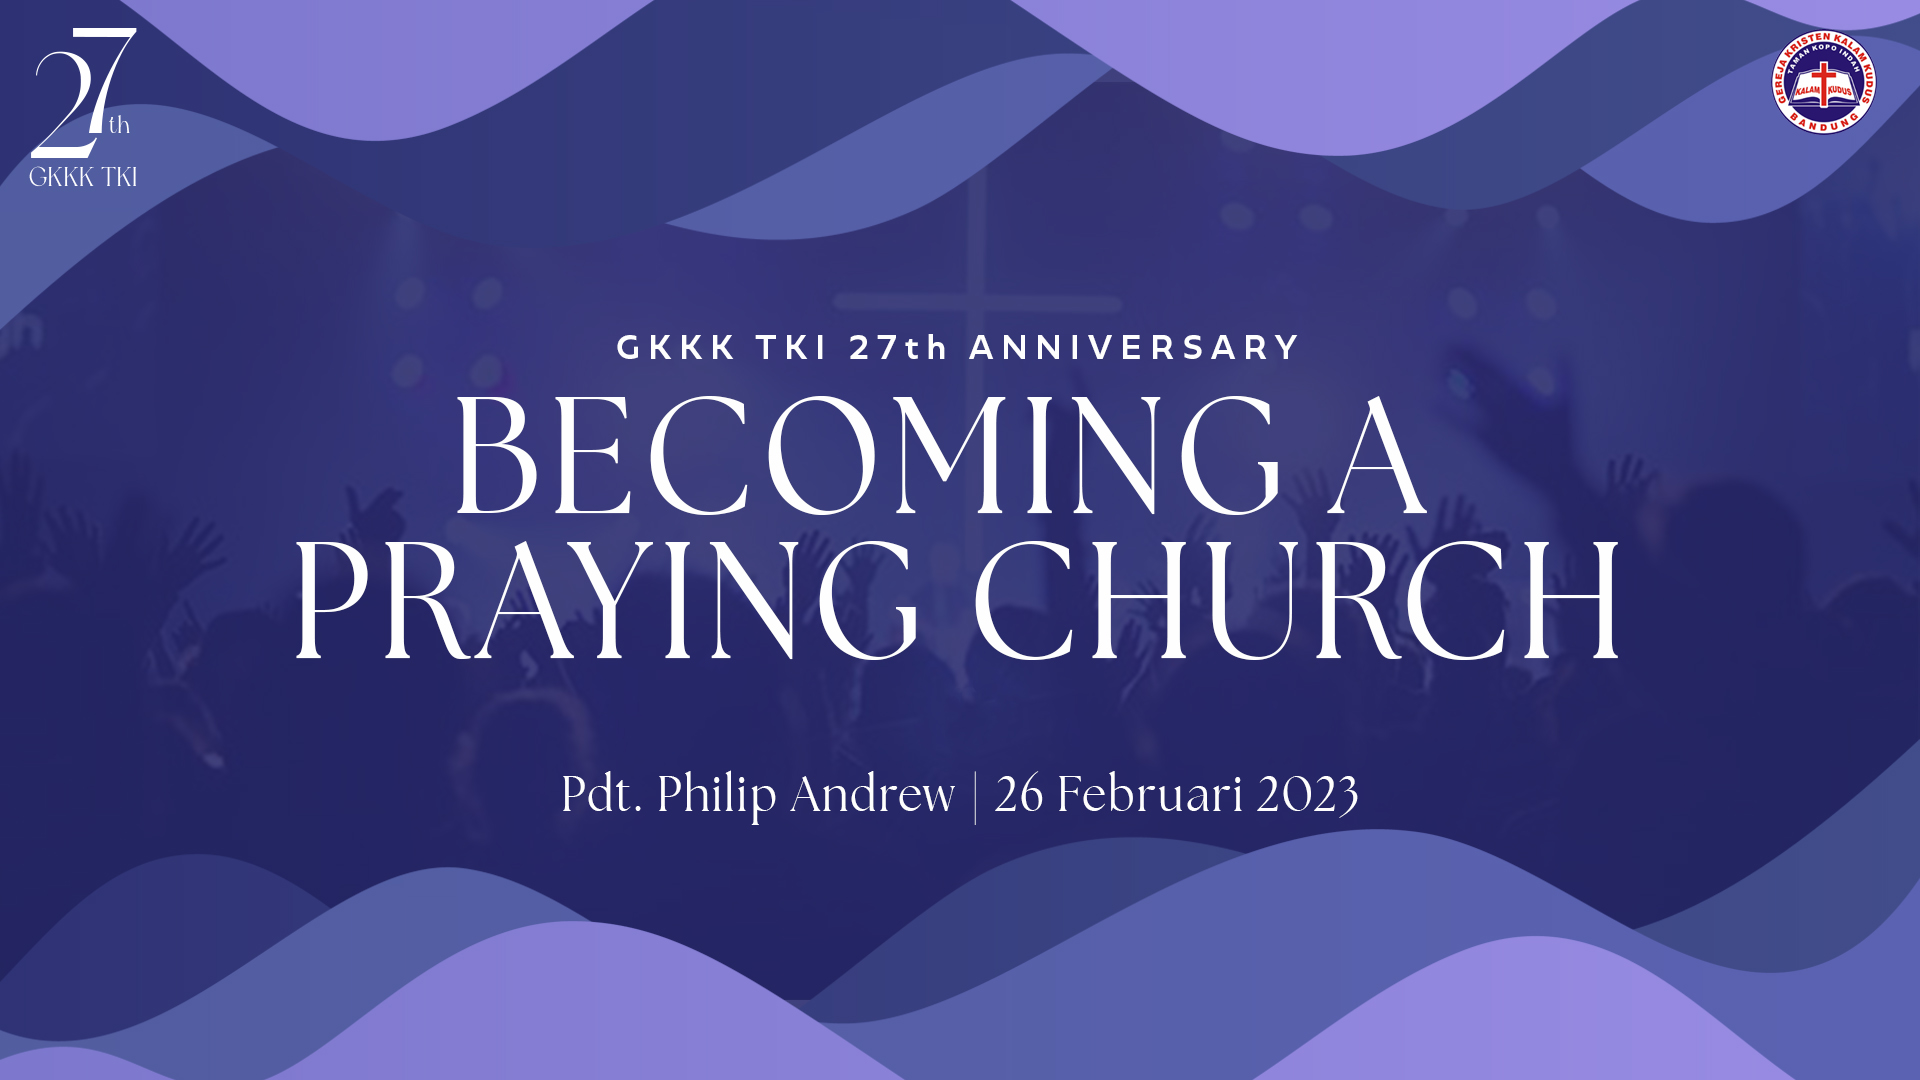 27th
GKKK TKI
GEREJA KRISTEN KALAM KUDUS
TAMAN KOPO INDAH
KALAM KUDUS
BANDUNG
GKKK TKI 27th ANNIVERSARY
BECOMING A
PRAYING CHURCH
Pdt. Philip Andrew | 26 Februari 2023